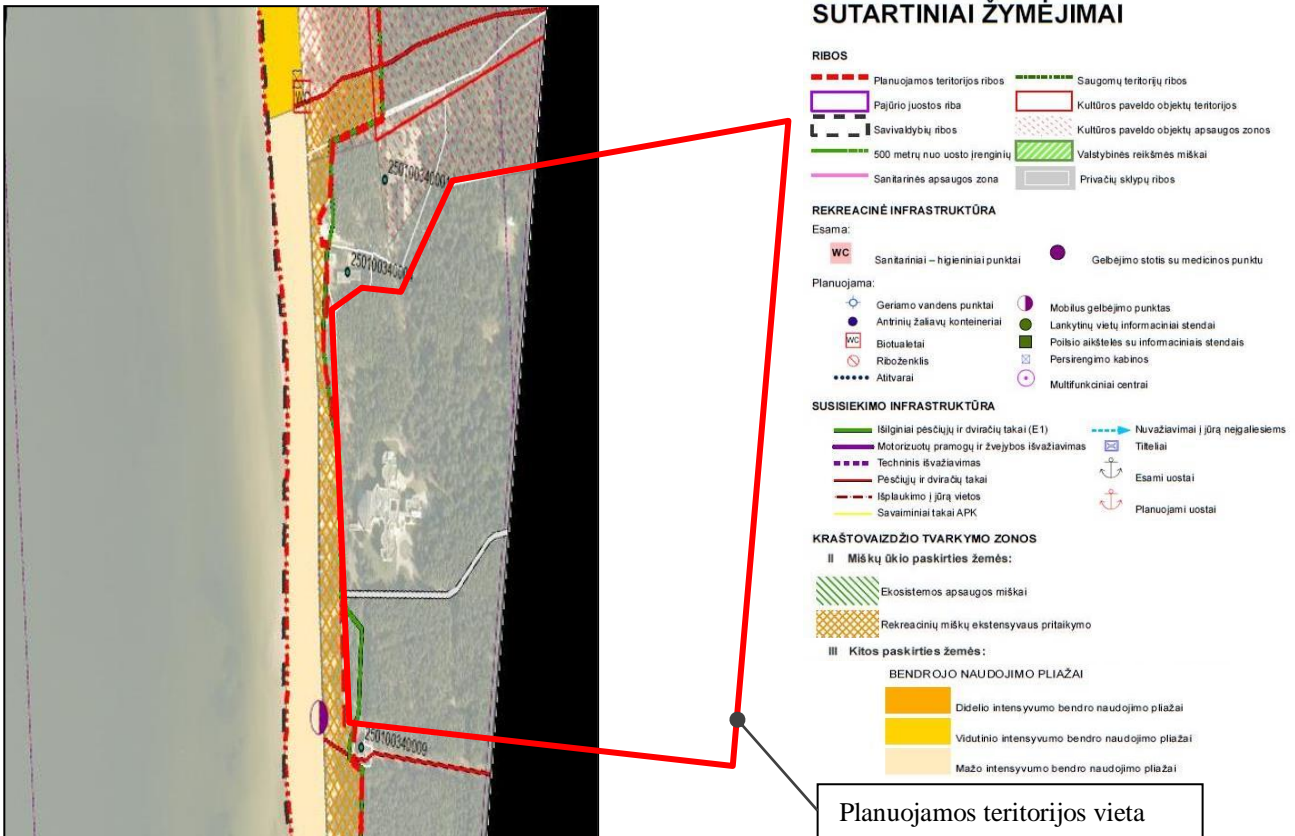 SUTARTINIAI ŽYMĖJIMAI
RIBOS
Planuojamos teritorijos ribos
Pajūrio juostos riba
Savivaldybių ribos
500 metrų nuo uosto įrenginių
Sanitarinės apsaugos zona
Saugomų teritorijų ribos
Kultūros paveldo objektų teritorijos
Kultūros paveldo objektų apsaugos zonos
Valstybinės reikšmės miškai
Privačių sklypų ribos
REKREACINĖ INFRASTRUKTŪRA
Esama:
WC
Sanitariniai – higieniniai punktai
Gelbėjimo stotis su medicinos punktu
Planuojama:
Geriamo vandens punktai
Antrinių žaliavų konteineriai
WC
Biotualetai
Riboženklis
Atitvarai
Mobilus gelbėjimo punktas
Lankytinų vietų informaciniai stendai
Poilsio aikštelės su informaciniais stendais
Persirengimo kabinos
Multifunkciniai centrai
SUSISIEKIMO INFRASTRUKTŪRA
Išilginiai pėsčiųjų ir dviračių takai (E1)
Motorizuotų pramogų ir žvejybos išvažiavimas
Techninis išvažiavimas
Pėsčiųjų ir dviračių takai
Išplaukimo į jūrą vietos
Savaiminiai takai APK
Nuvažiavimai į jūrą neįgaliesiems
Tilteliai
Esami uostai
Planuojami uostai
KRAŠTOVAIZDŽIO TVARKYMO ZONOS
II Miškų ūkio paskirties žemės:
Ekosistemos apsaugos miškai
Rekreacinių miškų ekstensyvaus pritaikymo
III Kitos paskirties žemės:
BENDROJO NAUDOJIMO PLIAŽAI
Didelio intensyvumo bendro naudojimo pliažai
Vidutinio intensyvumo bendro naudojimo pliažai
Mažo intensyvumo bendro naudojimo pliažai
Planuojamos teritorijos vieta
250100340001
250100340009